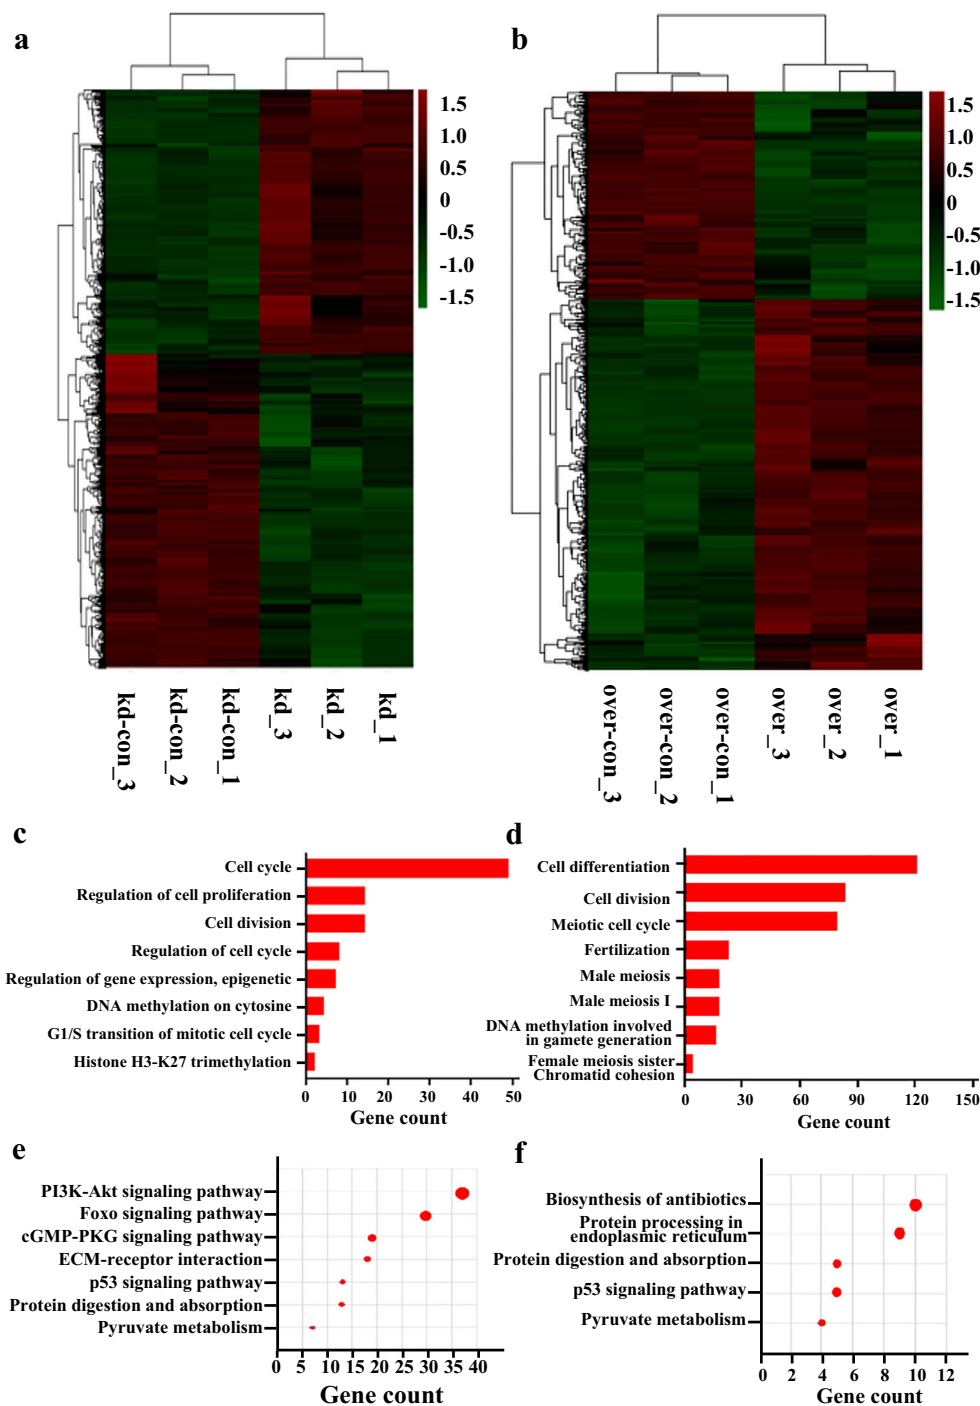 a
1.5
1.0
0.5
0
-0.5
-1.0
-1.5
kd-con_3
kd-con_2
kd-con_1
kd_3
kd_2
kd_1
b
1.5
1.0
0.5
0
-0.5
-1.0
-1.5
over-con_3
over-con_2
over-con_1
over_3
over_2
over_1
c
Cell cycle
Regulation of cell proliferation
Cell division
Regulation of cell cycle
Regulation of gene expression, epigenetic
DNA methylation on cytosine
G1/S transition of mitotic cell cycle
Histone H3-K27 trimethylation
0 10 20 30 40 50
Gene count
d
Cell differentiation
Cell division
Meiotic cell cycle
Fertilization
Male meiosis
Male meiosis I
DNA methylation involved
in gamete generation
Female meiosis sister
Chromatid cohesion
0 30 60 90 120 150
Gene count
e
PI3K-Akt signaling pathway
Foxo signaling pathway
cGMP-PKG signaling pathway
ECM-receptor interaction
p53 signaling pathway
Protein digestion and absorption
Pyruvate metabolism
0 5 10 15 20 25 30 35 40
Gene count
f
Biosynthesis of antibiotics
Protein processing in
endoplasmic reticulum
Protein digestion and absorption
p53 signaling pathway
Pyruvate metabolism
0 2 4 6 8 10 12
Gene count